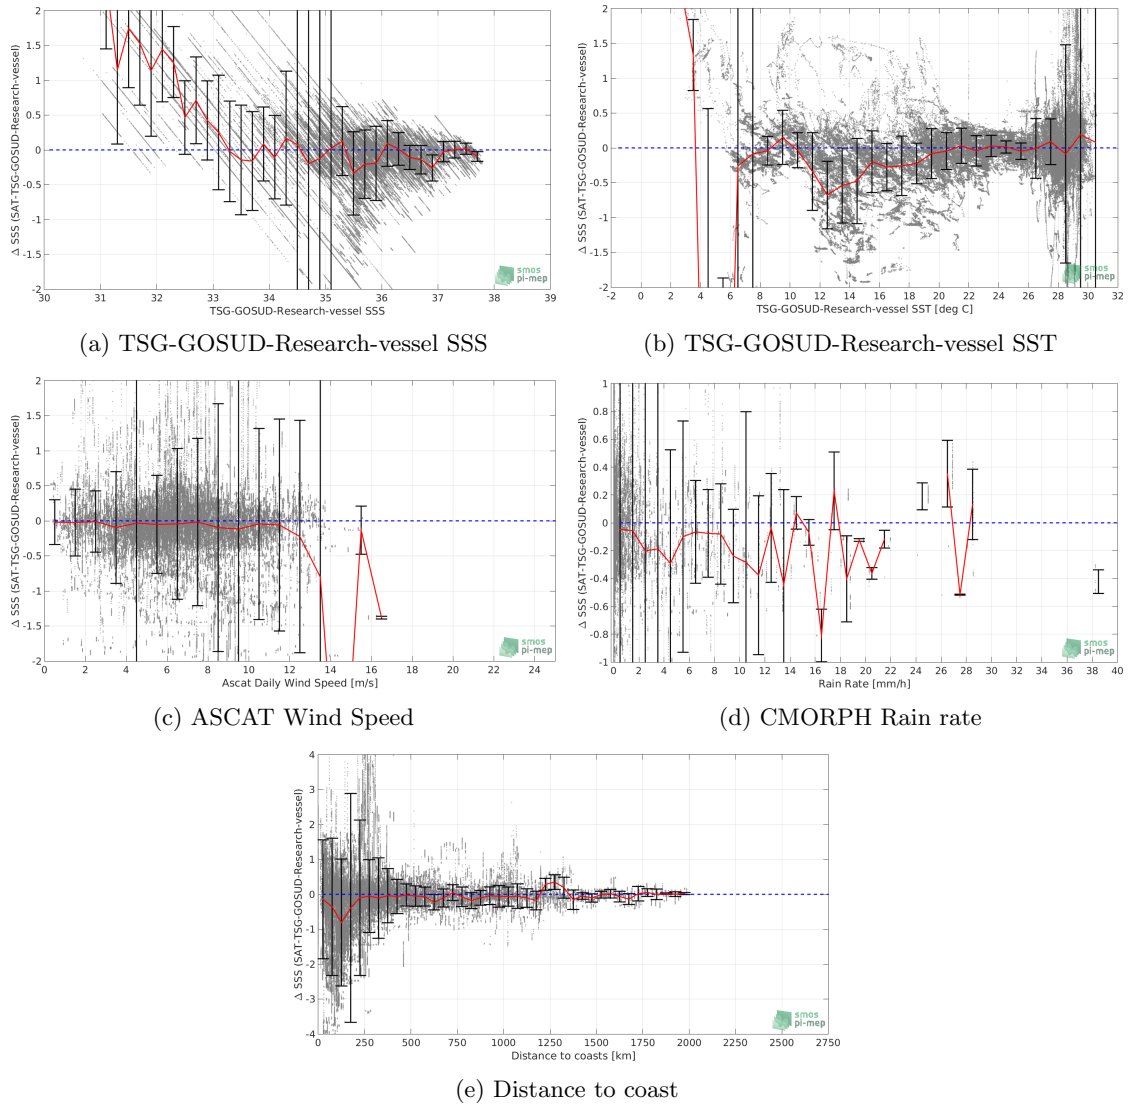 Δ SSS (SAT-TSG-GOSUD-Research-vessel)
2
1.5
1
0.5
0
-0.5
-1
-1.5
-2
30 31 32 33 34 35 36 37 38 39
TSG-GOSUD-Research-vessel SSS
smos
pi-mep
(a) TSG-GOSUD-Research-vessel SSS
Δ SSS (SAT-TSG-GOSUD-Research-vessel)
2
1.5
1
0.5
0
-0.5
-1
-1.5
-2
-2 0 2 4 6 8 10 12 14 16 18 20 22 24 26 28 30 32
TSG-GOSUD-Research-vessel SST [deg C]
smos
pi-mep
(b) TSG-GOSUD-Research-vessel SST
Δ SSS (SAT-TSG-GOSUD-Research-vessel)
2
1.5
1
0.5
0
-0.5
-1
-1.5
-2
0 2 4 6 8 10 12 14 16 18 20 22 24
Ascat Daily Wind Speed [m/s]
smos
pi-mep
(c) ASCAT Wind Speed
Δ SSS (SAT-TSG-GOSUD-Research-vessel)
1
0.8
0.6
0.4
0.2
0
-0.2
-0.4
-0.6
-0.8
-1
0 2 4 6 8 10 12 14 16 18 20 22 24 26 28 30 32 34 36 38 40
Rain Rate [mm/h]
smos
pi-mep
(d) CMORPH Rain rate
Δ SSS (SAT-TSG-GOSUD-Research-vessel)
4
3
2
1
0
-1
-2
-3
-4
0 250 500 750 1000 1250 1500 1750 2000 2250 2500 2750
Distance to coasts [km]
smos
pi-mep
(e) Distance to coast